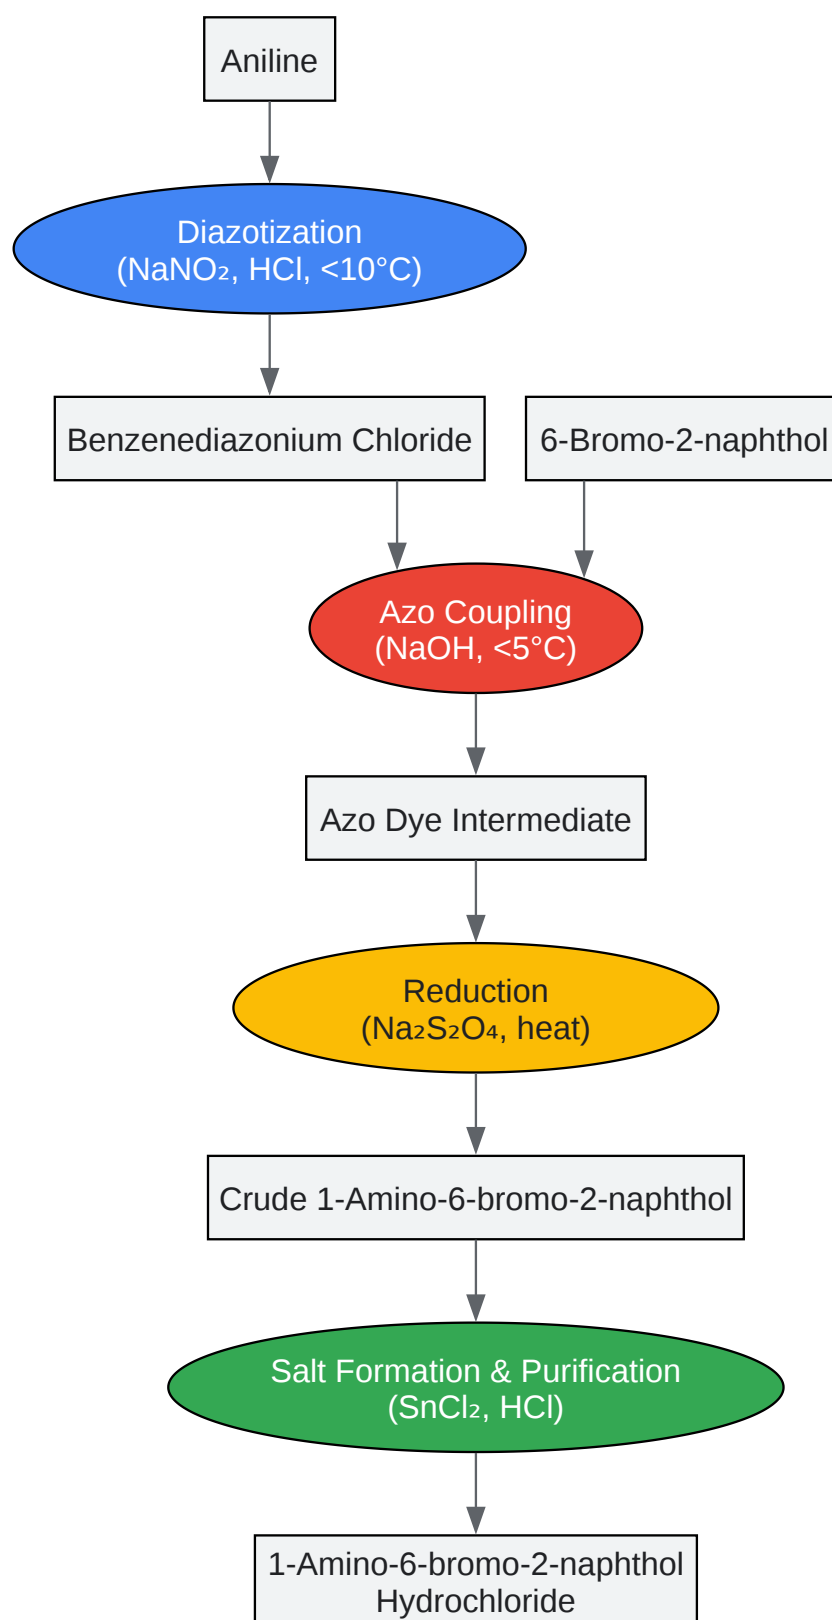 Aniline
Diazotization
(NaNO₂, HCl, <10°C)
Benzenediazonium Chloride
6-Bromo-2-naphthol
Azo Coupling
(NaOH, <5°C)
Azo Dye Intermediate
Reduction
(Na₂S₂O₄, heat)
Crude 1-Amino-6-bromo-2-naphthol
Salt Formation & Purification
(SnCl₂, HCl)
1-Amino-6-bromo-2-naphthol
Hydrochloride